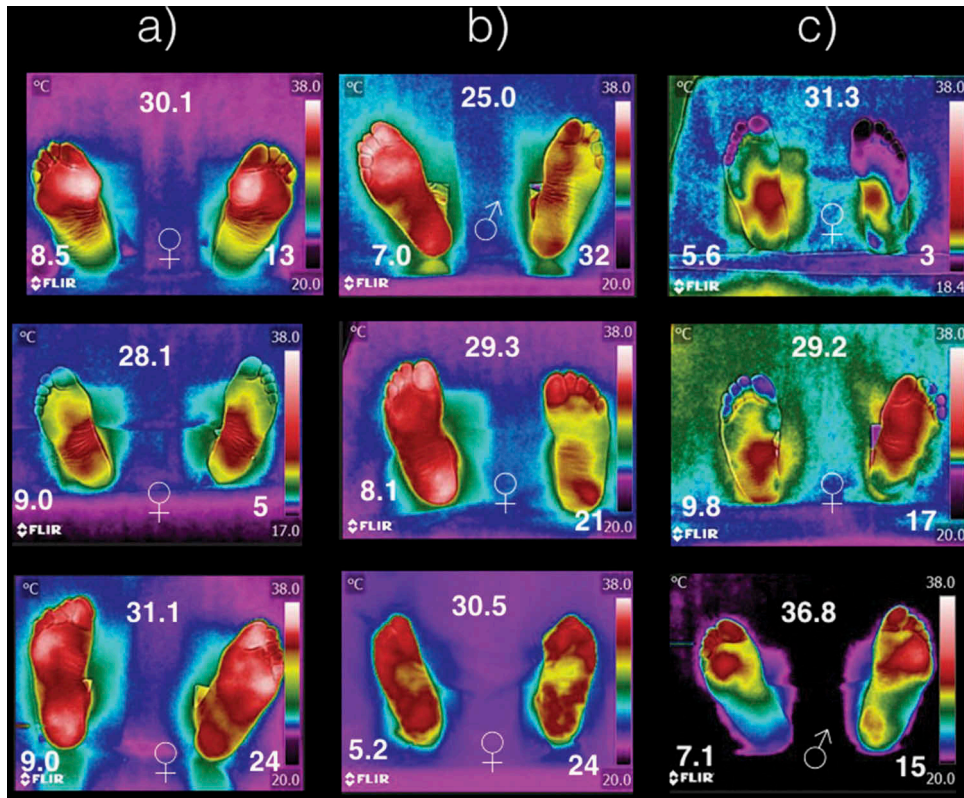 a) b) c)
°C 30.1 38.0
8.5 ♀ 13
FLIR 20.0
°C 25.0 38.0
7.0 ♂ 32
FLIR 20.0
°C 31.3 38.0
5.6 ♀ 3
FLIR 18.4
°C 28.1 38.0
9.0 ♀ 5
FLIR 17.0
°C 29.3 38.0
8.1 ♀ 21
FLIR 20.0
°C 29.2 38.0
9.8 ♀ 17
FLIR 20.0
°C 31.1 38.0
9.0 ♀ 24
FLIR 20.0
°C 30.5 38.0
5.2 ♀ 24
FLIR 20.0
°C 36.8 38.0
7.1 ♂ 15
FLIR 20.0